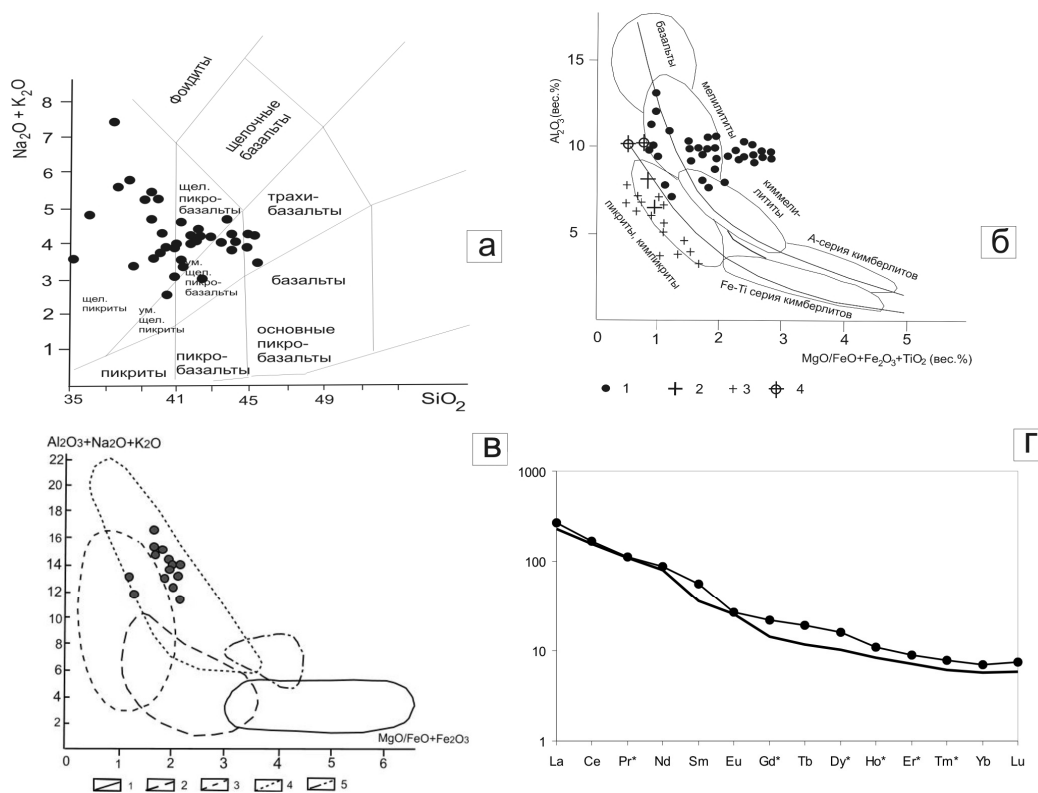 а
Na₂O + K₂O
8
7
6
5
4
3
2
1
35
41
45
49
SiO₂
Фоидиты
щелочные
базальты
щел.
пикро-
базальты
трахи-
базальты
ум.
щел.
пикро-
базальты
базальты
щел.
пикриты
ум.
щел.
пикриты
пикриты
пикро-
базальты
основные
пикро-
базальты
б
Al₂O₃(вес.%)
15
10
5
0
1
2
3
4
5
MgO/FeO+Fe₂O₃+TiO₂ (вес.%)
базальты
мелилититы
киммели-
лититы
пикриты, кимпикриты
А-серия кимберлитов
Fe-Ti серия кимберлитов
1
2
3
4
в
Al₂O₃+Na₂O+K₂O
22
20
18
16
14
12
10
8
6
4
2
0
1
2
3
4
5
6
MgO/FeO+Fe₂O₃
1
2
3
4
5
г
1000
100
10
1
La Ce Pr* Nd Sm Eu Gd* Tb Dy* Ho* Er* Tm* Yb Lu